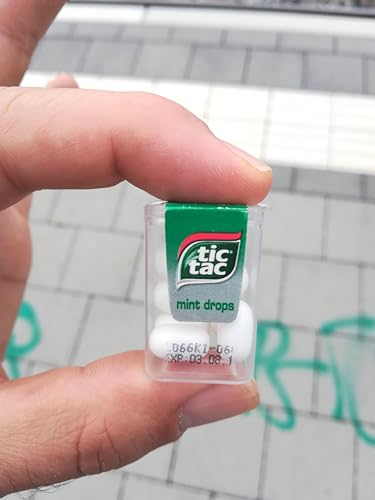 tic
tac
mint drops
.066K1-06
EXP.03.08.1